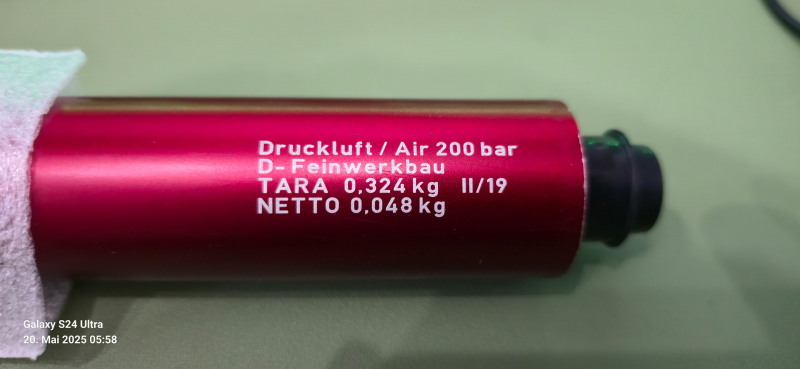 Druckluft / Air 200 bar
D- Feinwerkbau
TARA 0,324 kg II/19
NETTO 0,048 kg
Galaxy S24 Ultra
20. Mai 2025 05:58